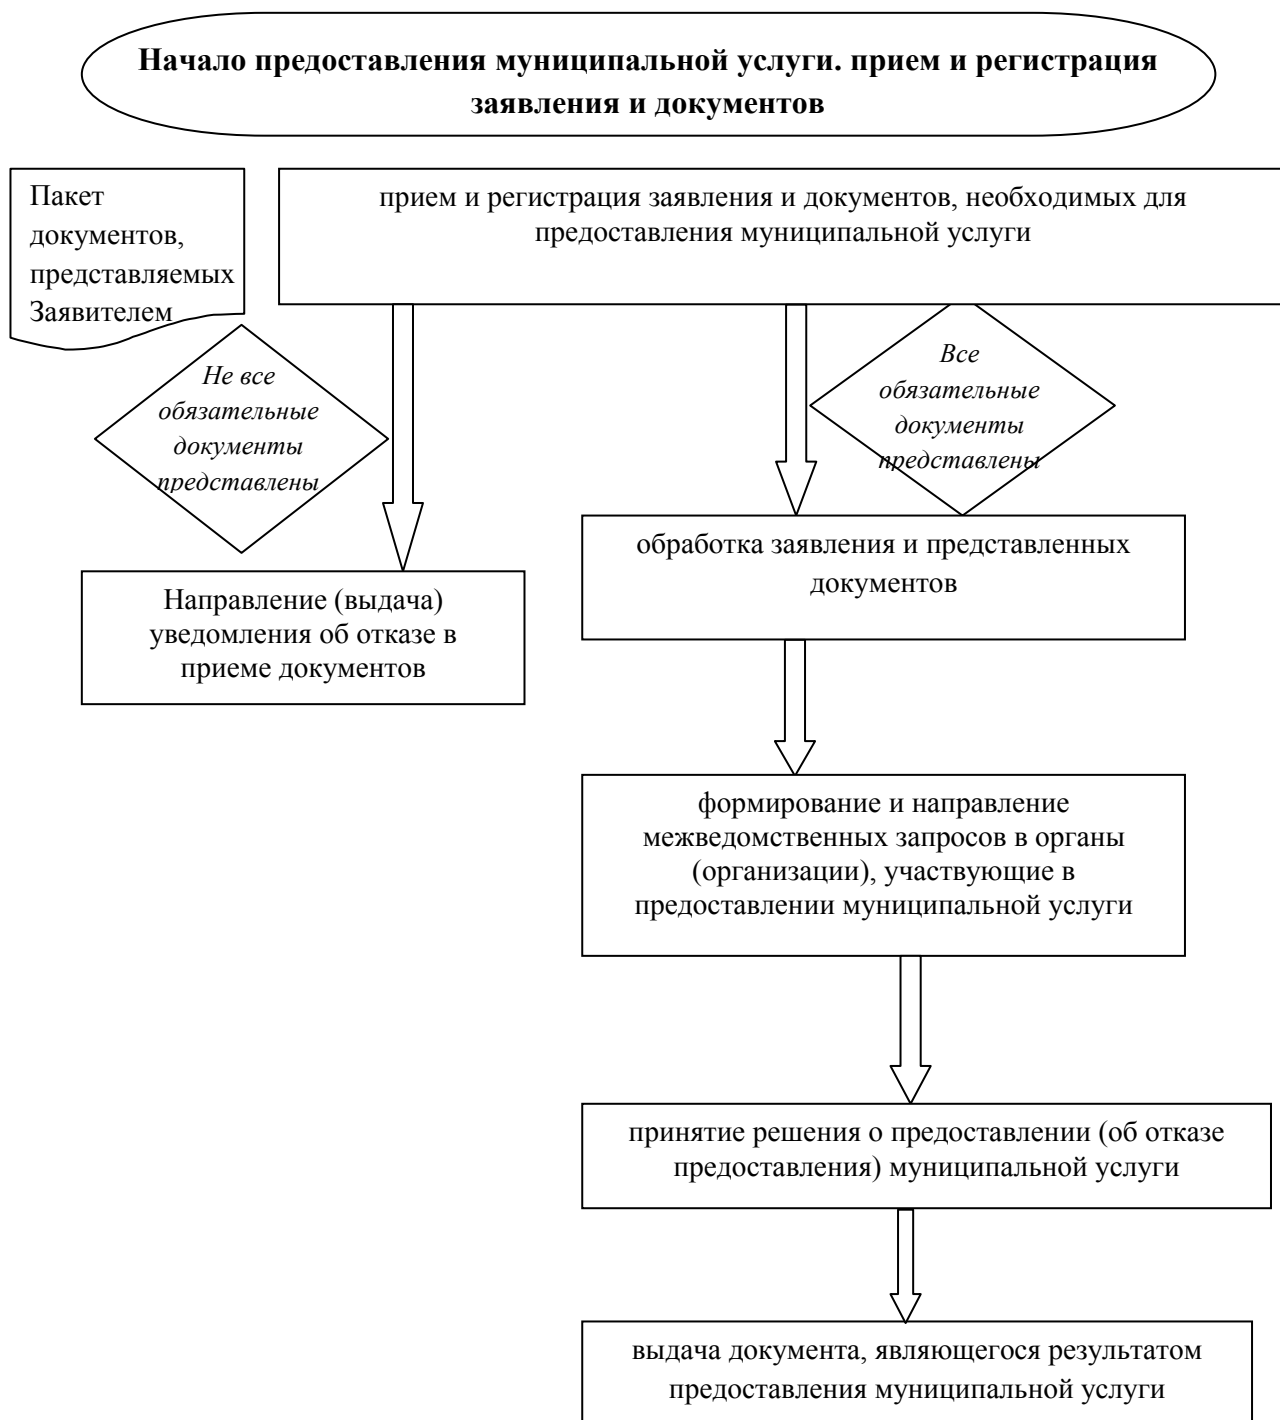 Начало предоставления муниципальной услуги. прием и регистрация
заявления и документов
Пакет
документов,
представляемых
Заявителем
прием и регистрация заявления и документов, необходимых для
предоставления муниципальной услуги
Не все
обязательные
документы
представлены
Все
обязательные
документы
представлены
обработка заявления и представленных
документов
Направление (выдача)
уведомления об отказе в
приеме документов
формирование и направление
межведомственных запросов в органы
(организации), участвующие в
предоставлении муниципальной услуги
принятие решения о предоставлении (об отказе
предоставления) муниципальной услуги
выдача документа, являющегося результатом
предоставления муниципальной услуги